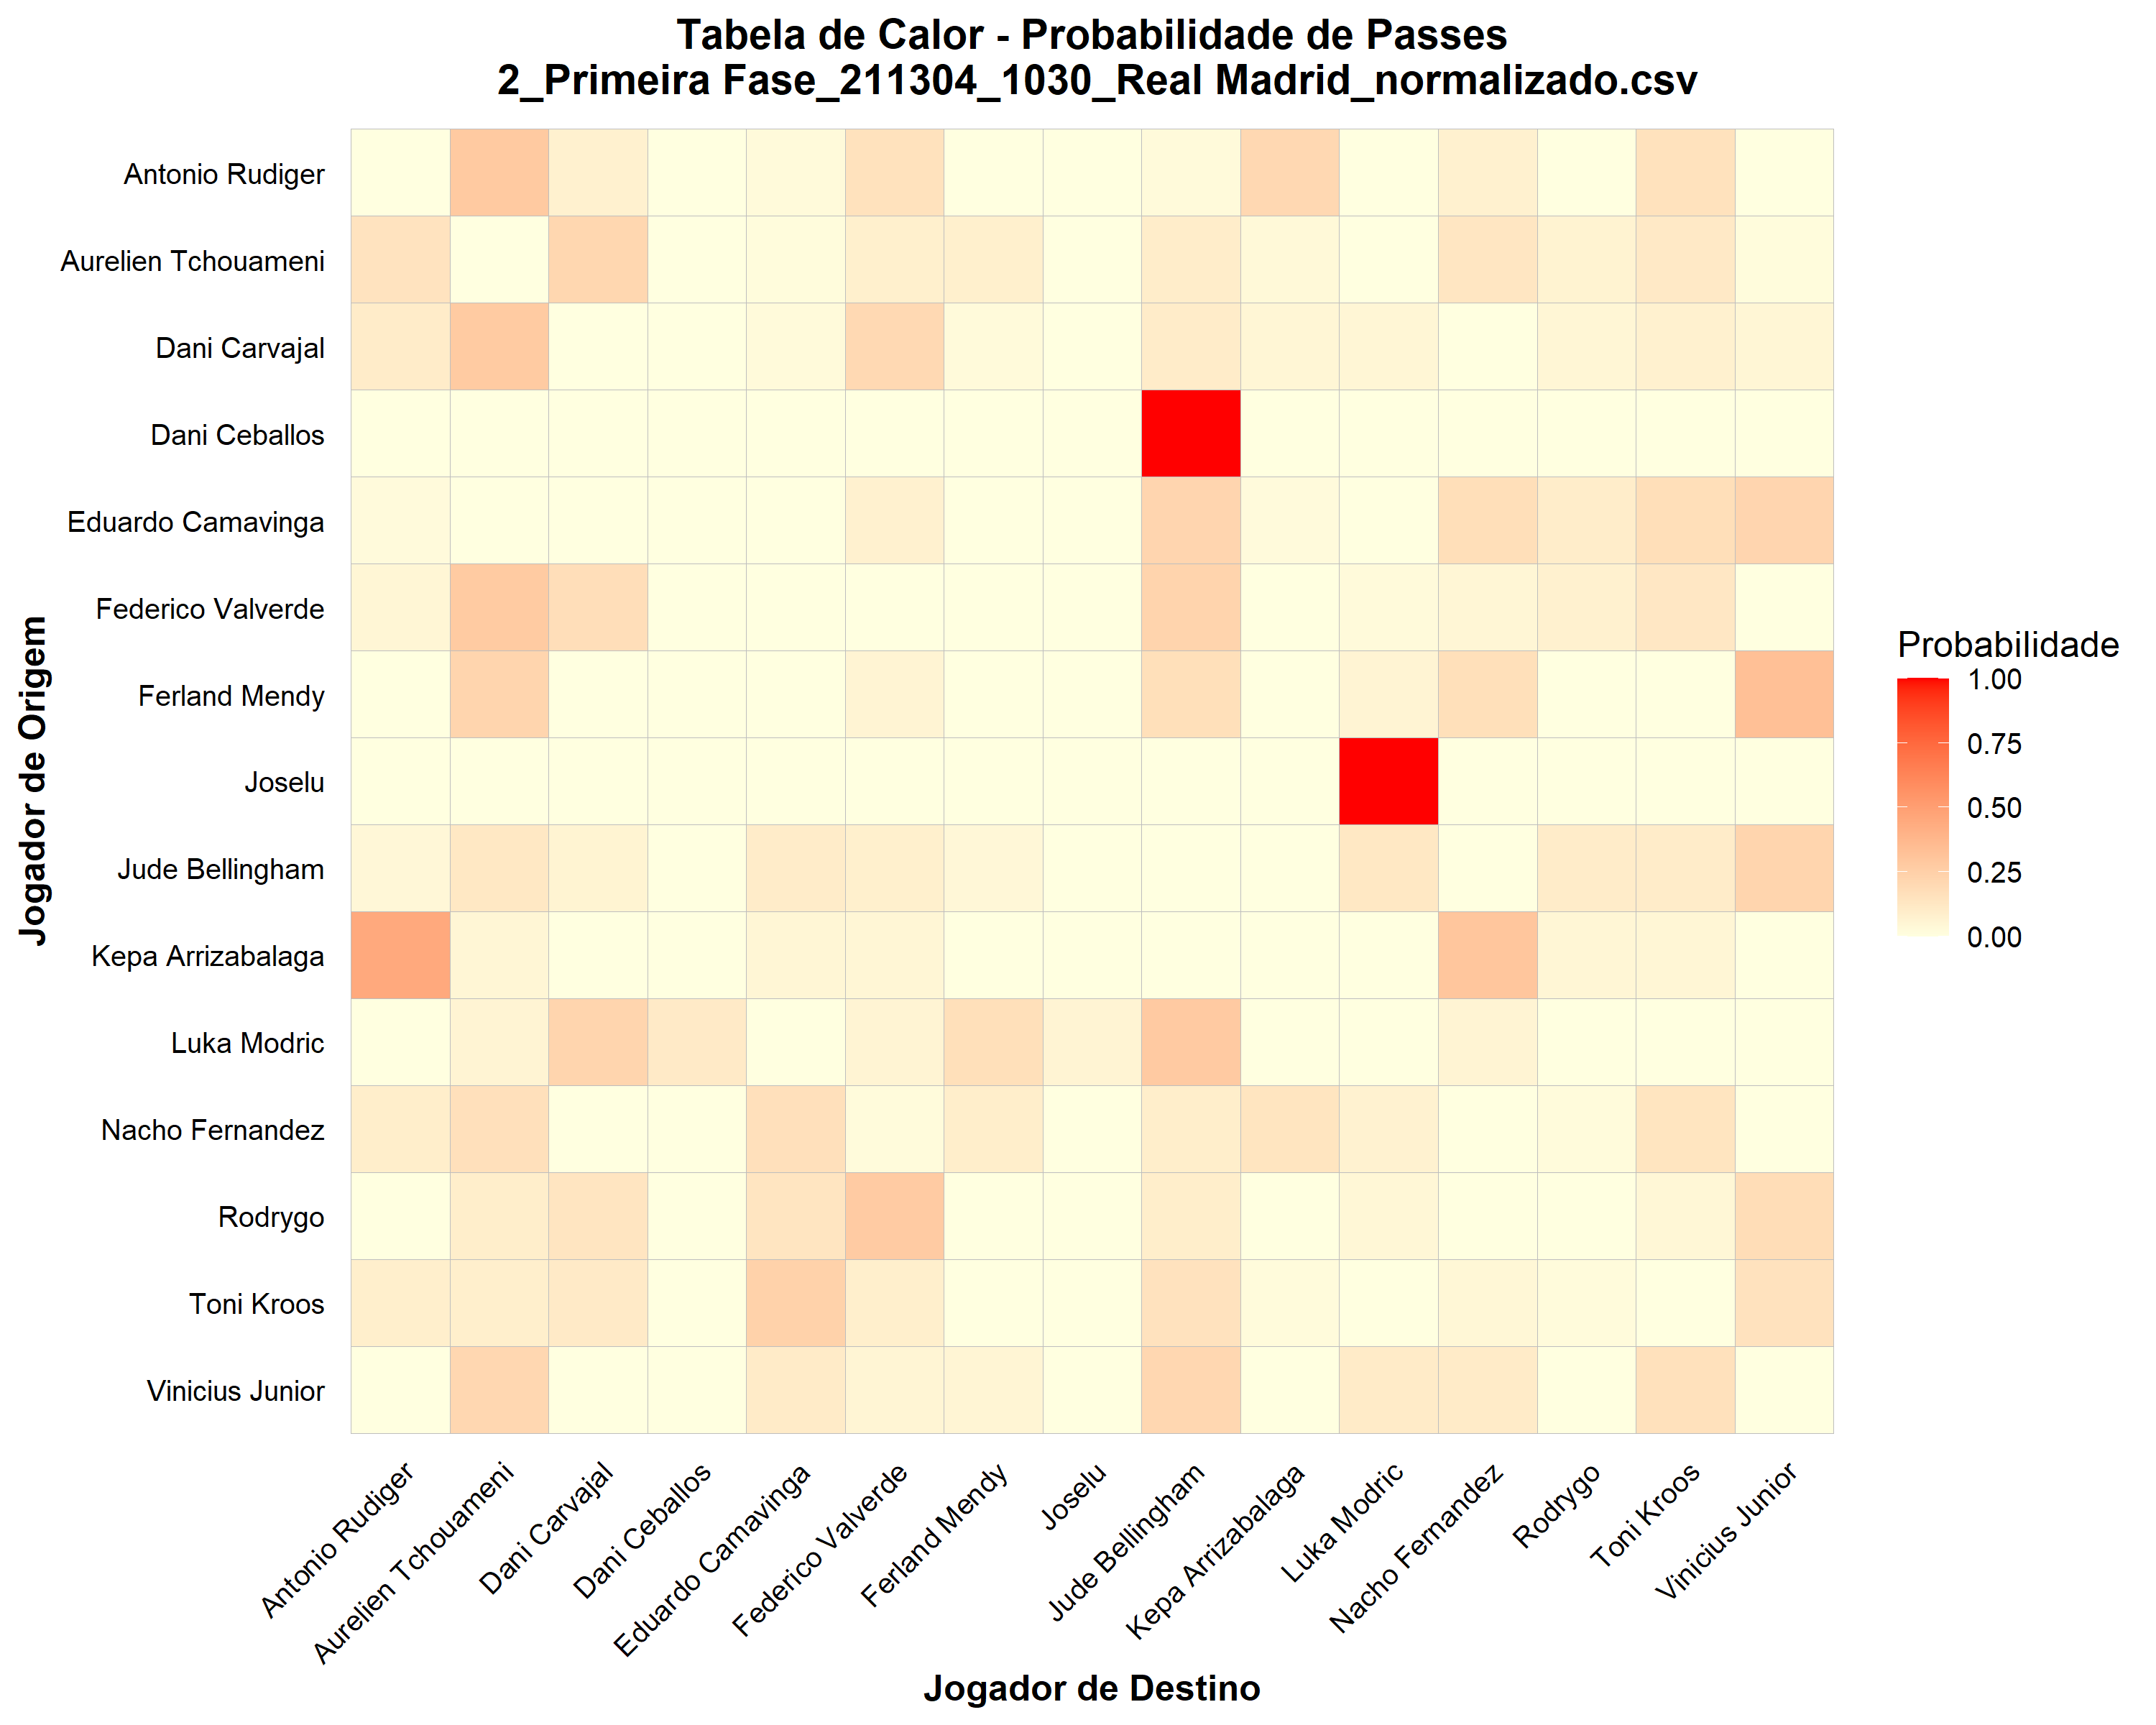 Tabela de Calor - Probabilidade de Passes
2_Primeira Fase_211304_1030_Real Madrid_normalizado.csv
Jogador de Origem
Antonio Rudiger
Aurelien Tchouameni
Dani Carvajal
Dani Ceballos
Eduardo Camavinga
Federico Valverde
Ferland Mendy
Joselu
Jude Bellingham
Kepa Arrizabalaga
Luka Modric
Nacho Fernandez
Rodrygo
Toni Kroos
Vinicius Junior
Antonio Rudiger
Aurelien Tchouameni
Dani Carvajal
Dani Ceballos
Eduardo Camavinga
Federico Valverde
Ferland Mendy
Joselu
Jude Bellingham
Kepa Arrizabalaga
Luka Modric
Nacho Fernandez
Rodrygo
Toni Kroos
Vinicius Junior
Jogador de Destino
Probabilidade
1.00
0.75
0.50
0.25
0.00